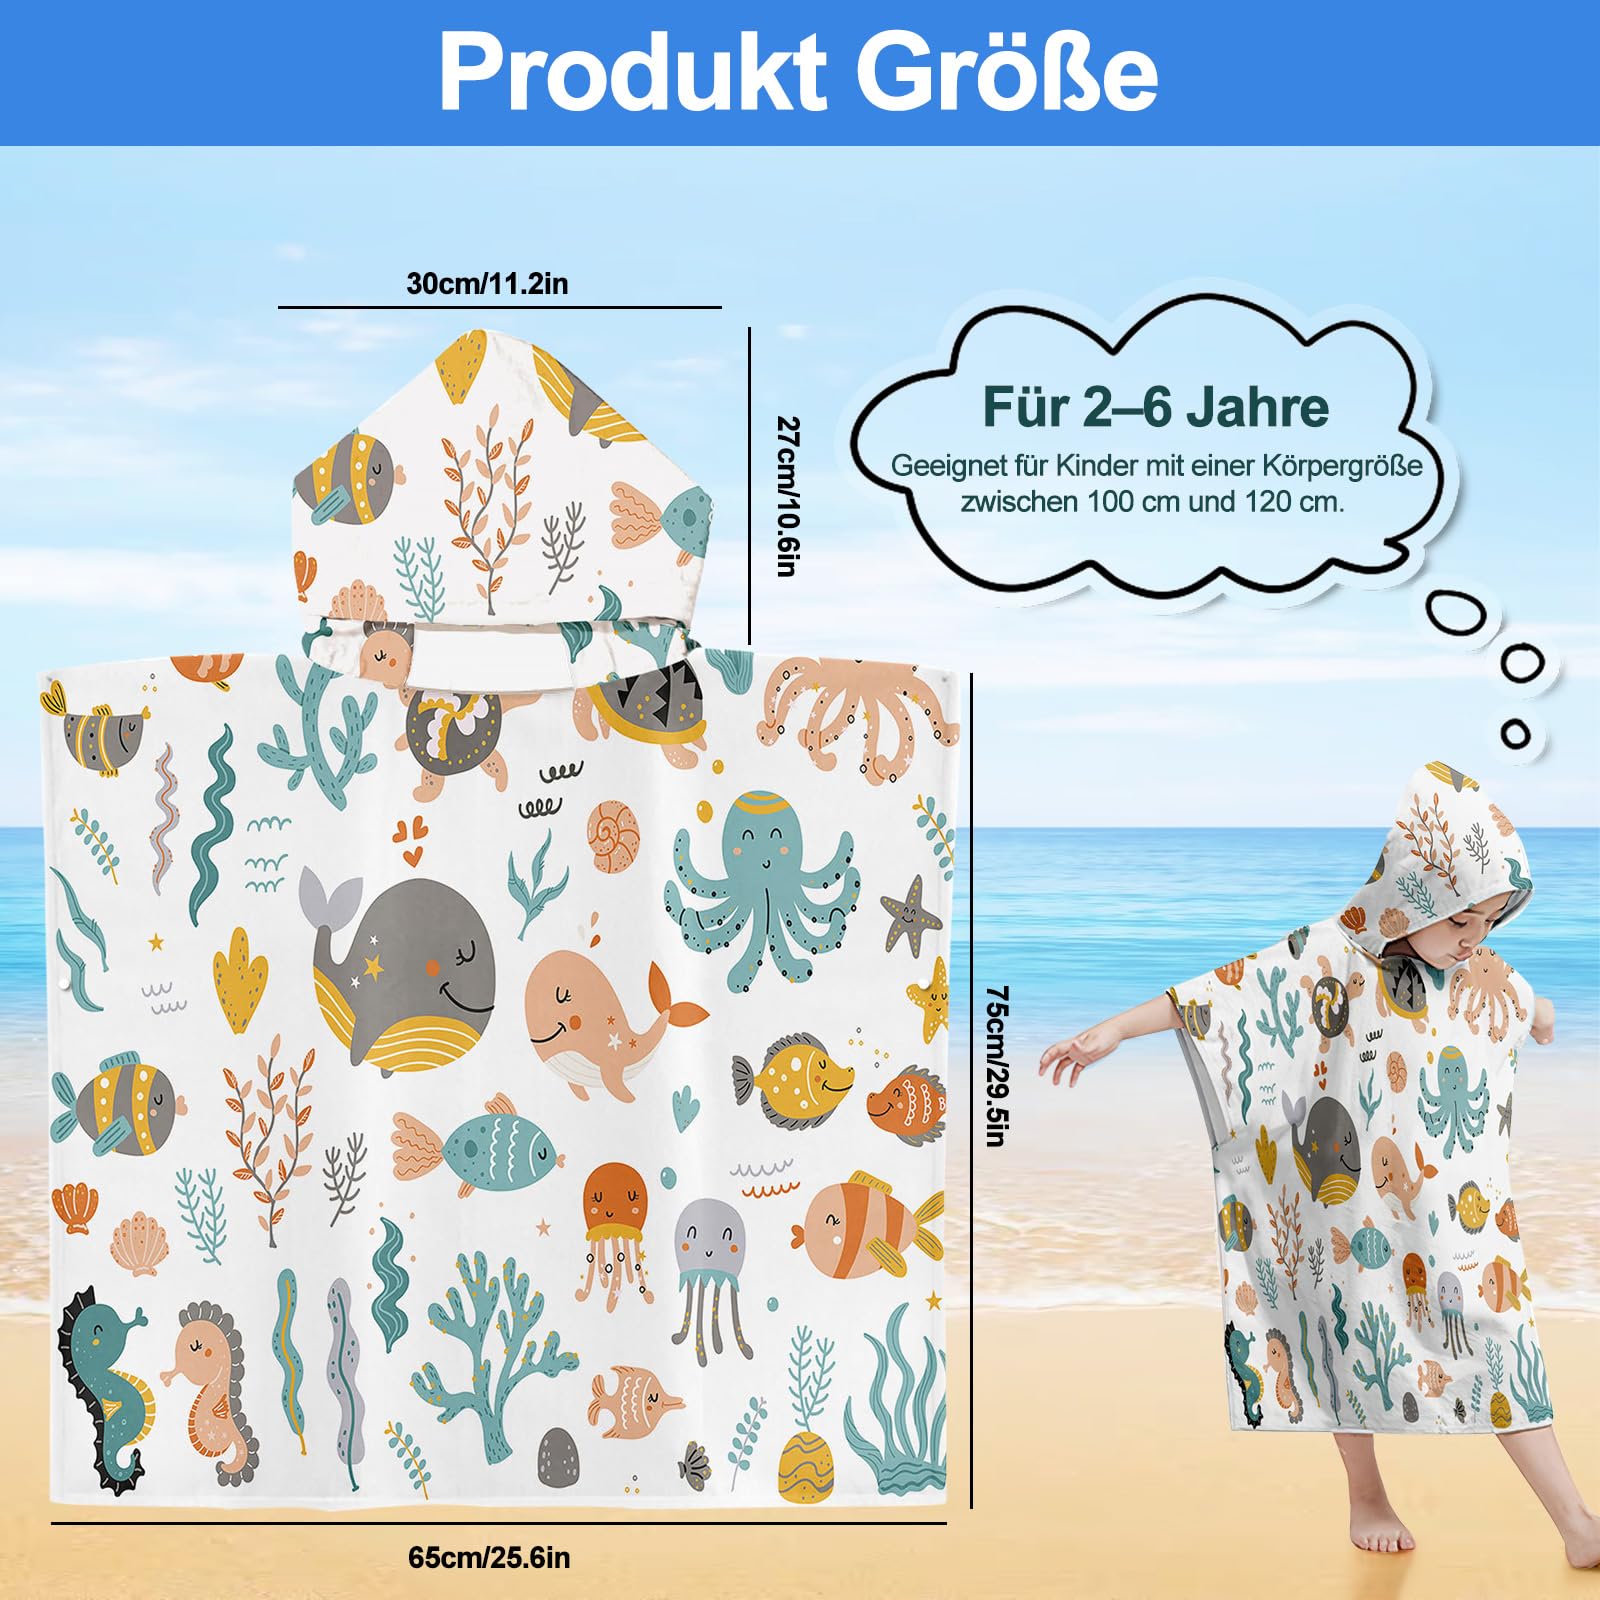 Produkt Größe
30cm/11.2in
27cm/10.6in
Für 2–6 Jahre
Geeignet für Kinder mit einer Körpergröße
zwischen 100 cm und 120 cm.
75cm/29.5in
65cm/25.6in